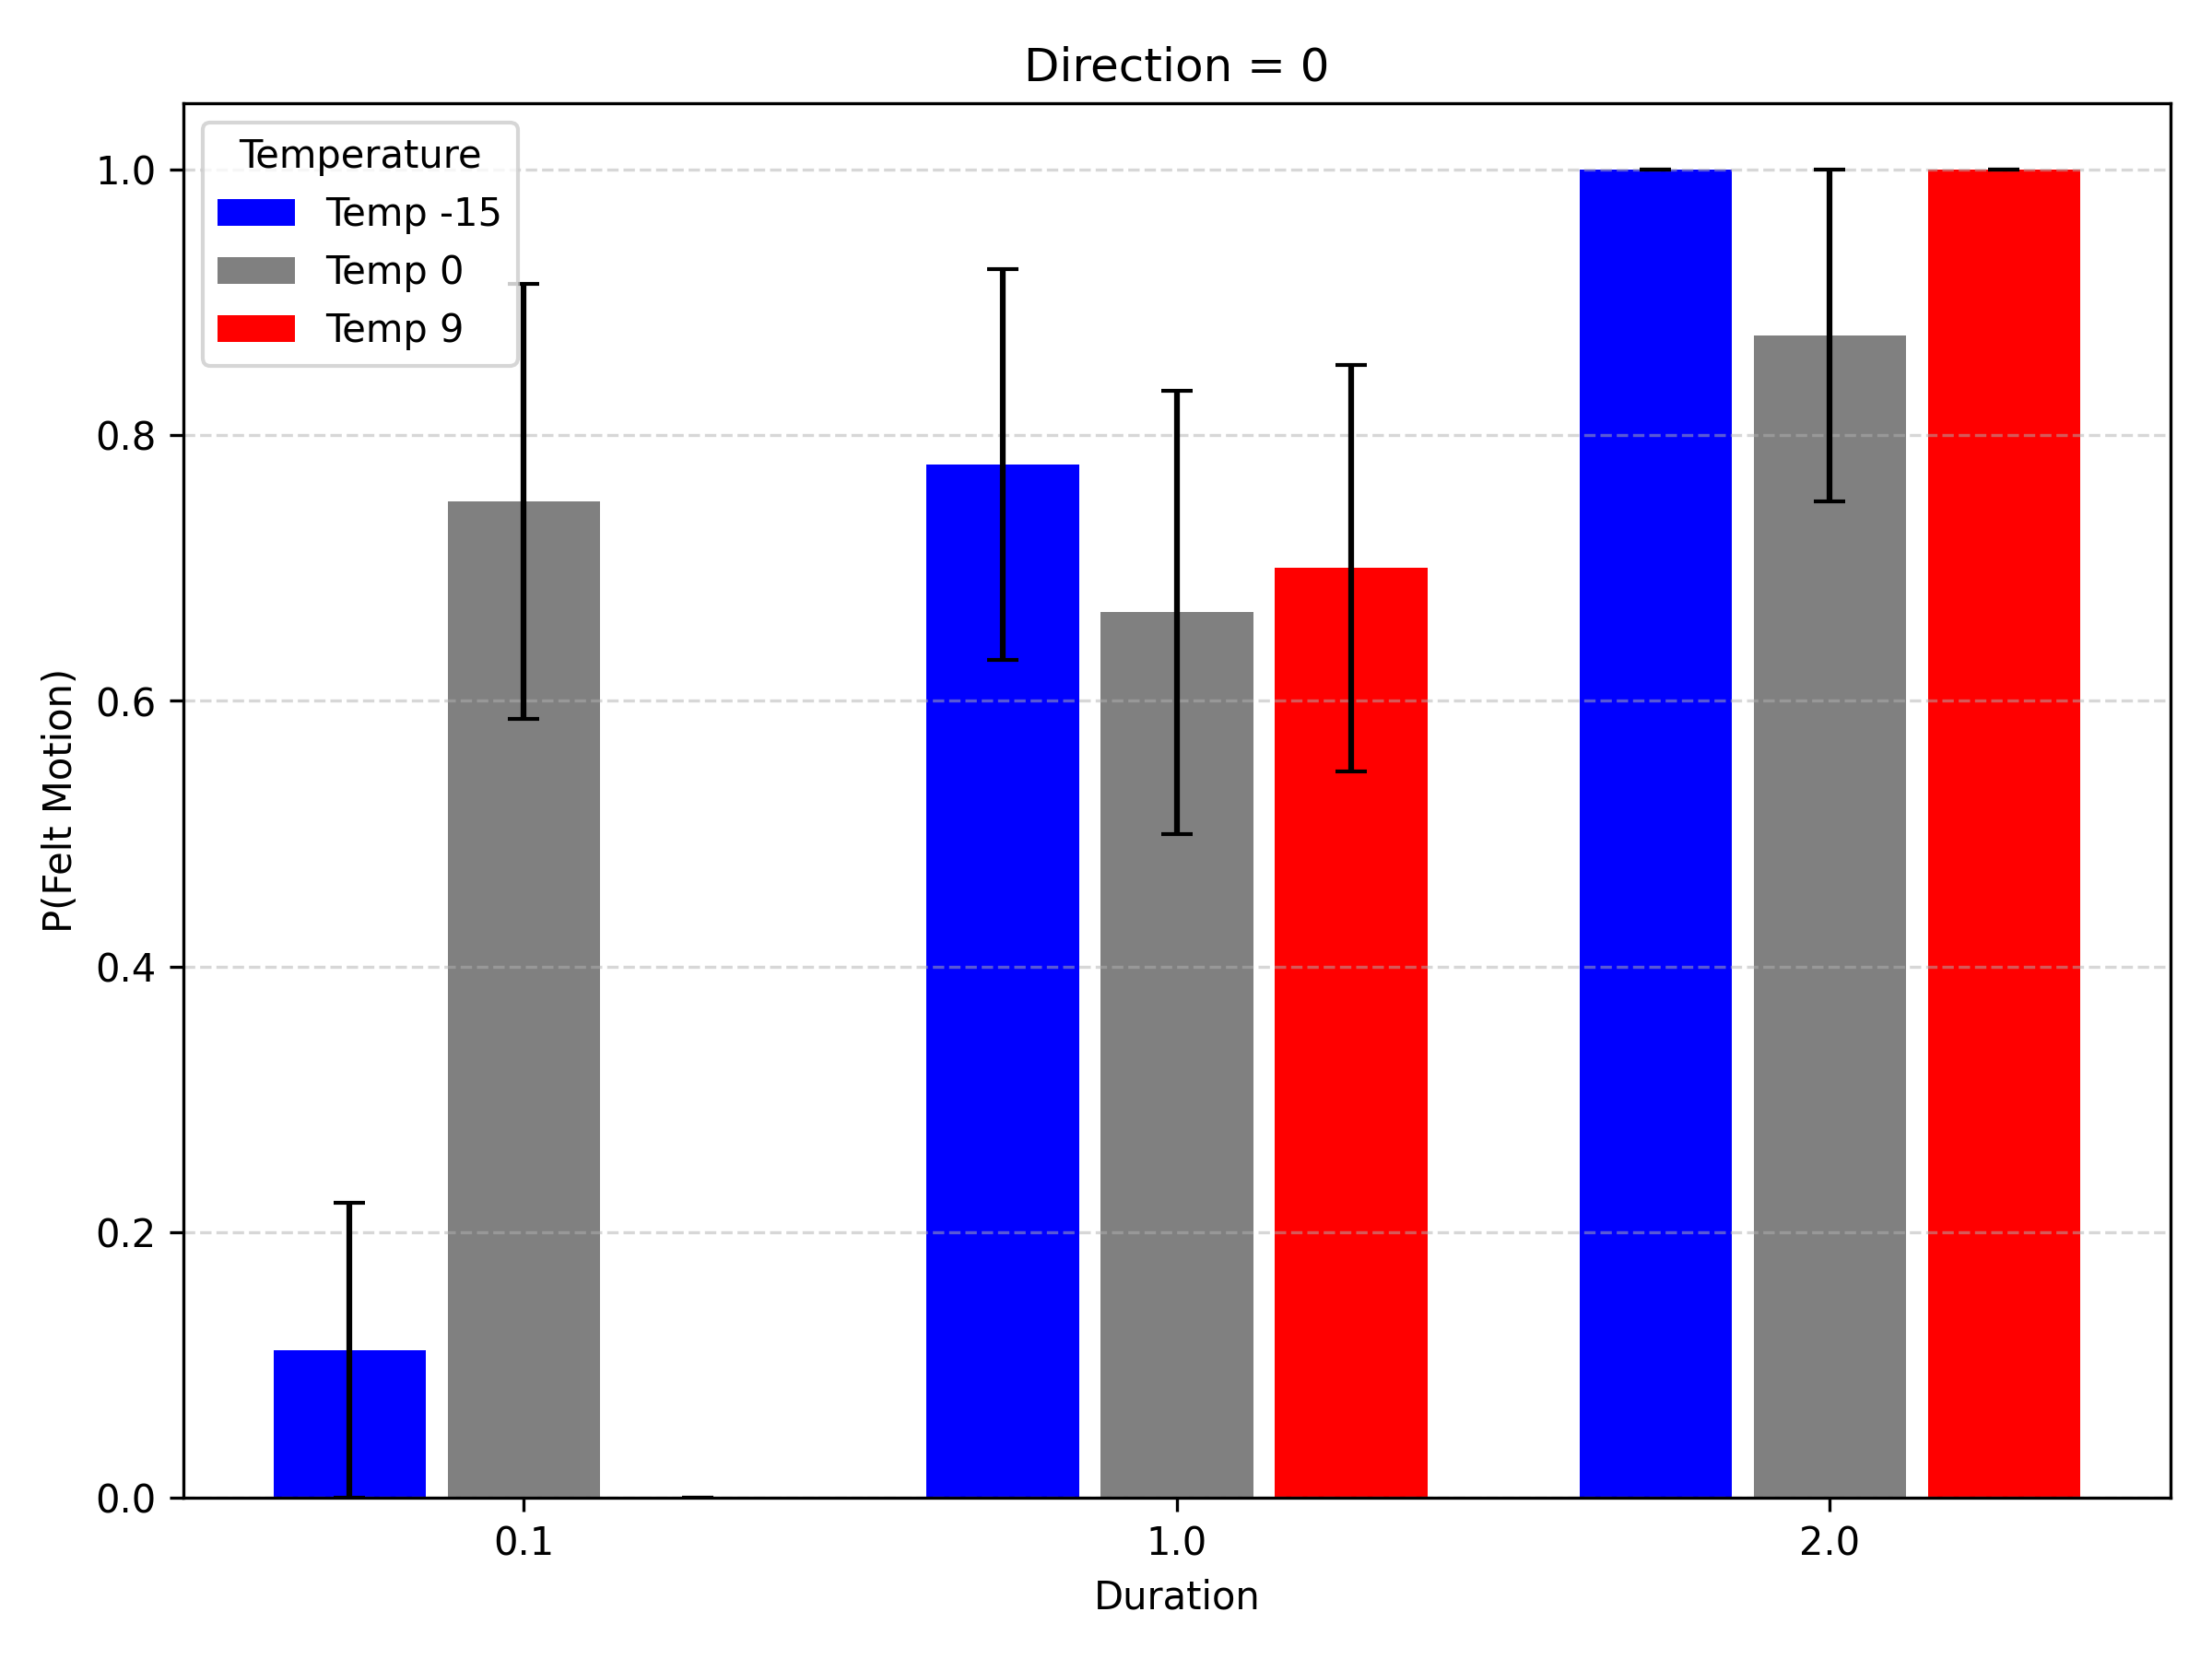 Direction = 0
Temperature
Temp -15
Temp 0
Temp 9
1.0
0.8
0.6
0.4
0.2
0.0
P(Felt Motion)
0.1
1.0
2.0
Duration